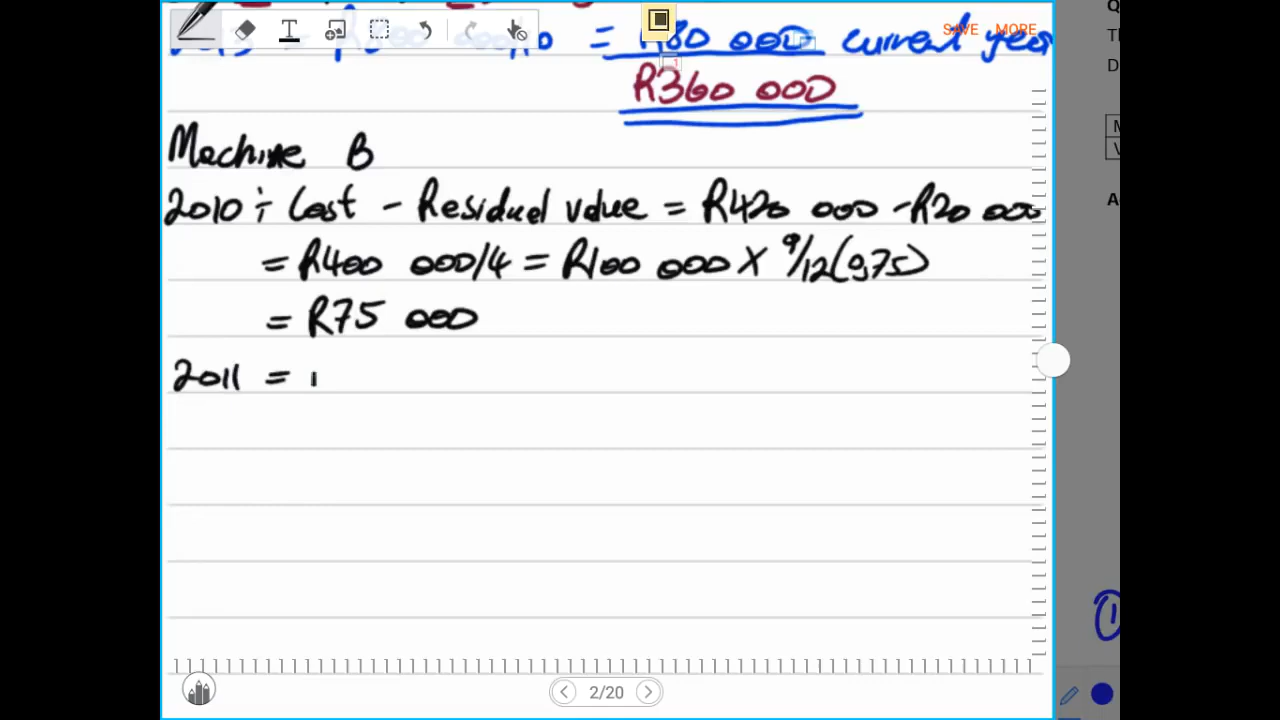 SAVE MORE
= R80 000 current year
R360 000
Machine B
2010 ÷ Cost - Residual value = R420 000 - R20 000
= R400 000/4 = R100 000 X 9/12 (0,75)
= R75 000
2011 =
2/20